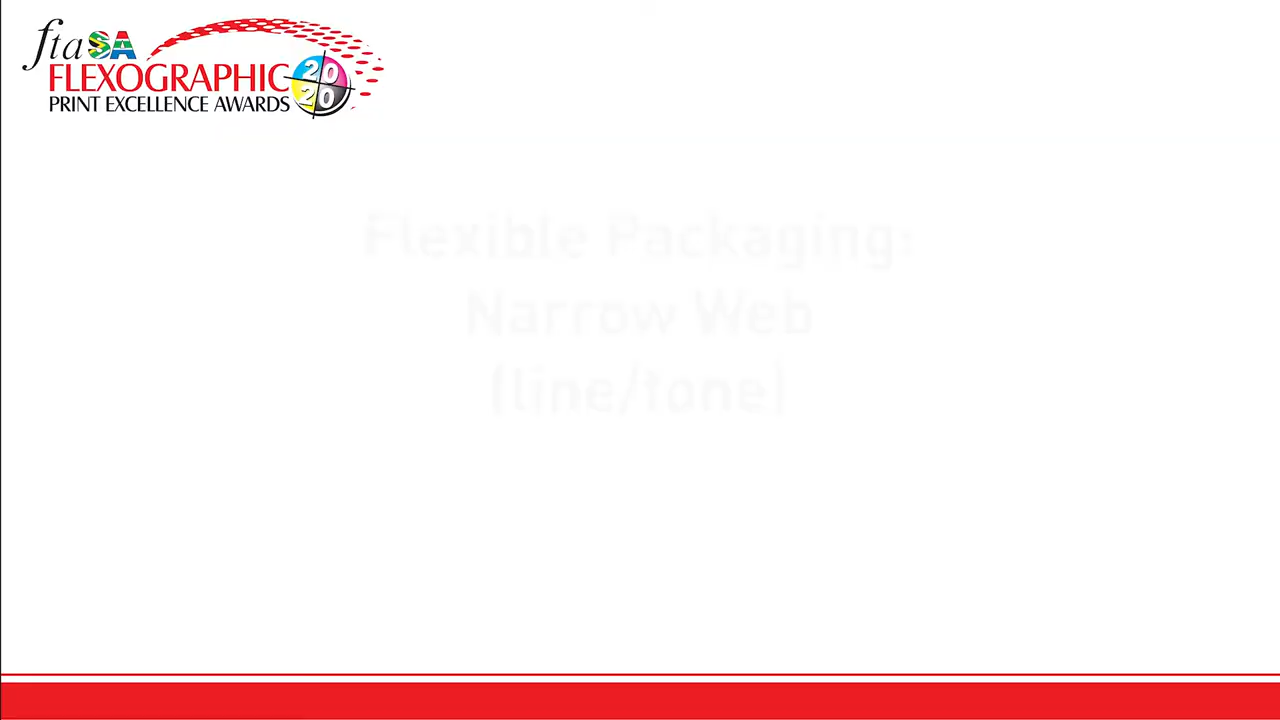 ftaSA
FLEXOGRAPHIC 2020
PRINT EXCELLENCE AWARDS
Flexible Packaging:
Narrow Web
(line/tone)